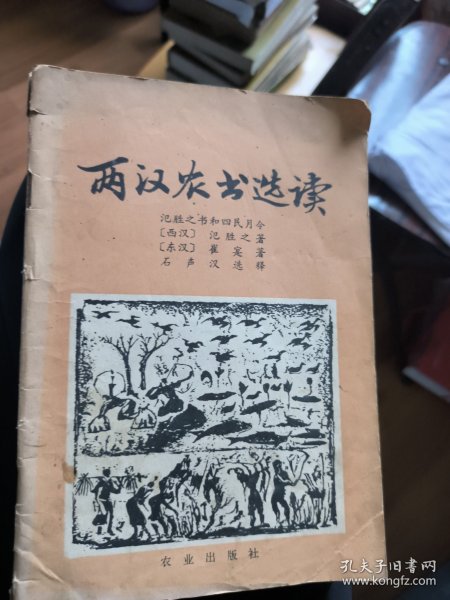 两汉农书选读
氾胜之书和四民月令
〔西汉〕 氾胜之著
〔东汉〕 崔寔著
石声汉选释
农业出版社
孔夫子旧书网
www.kongfz.com